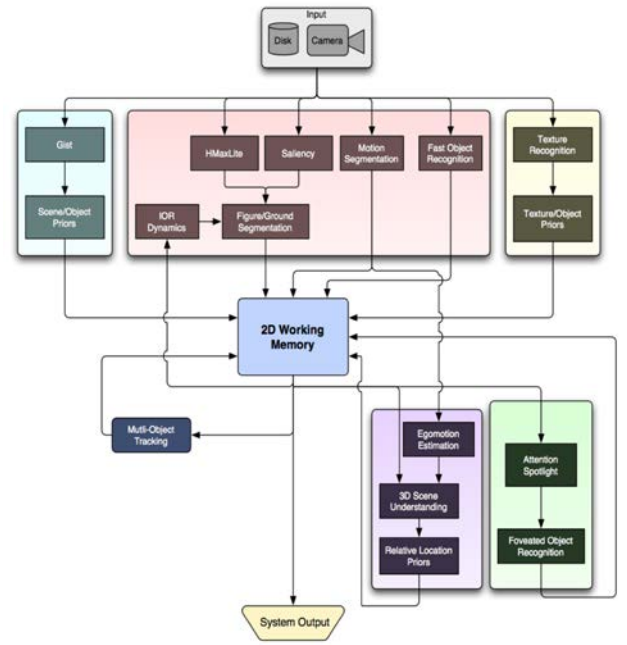 Input
Disk
Camera
Gist
Scene/Object
Priors
HMaxLite
Saliency
Motion
Segmentation
Fast Object
Recognition
IOR
Dynamics
Figure/Ground
Segmentation
Texture
Recognition
Texture/Object
Priors
2D Working
Memory
Mutli-Object
Tracking
Egomotion
Estimation
3D Scene
Understanding
Relative Location
Priors
Attention
Spotlight
Foveated Object
Recognition
System Output